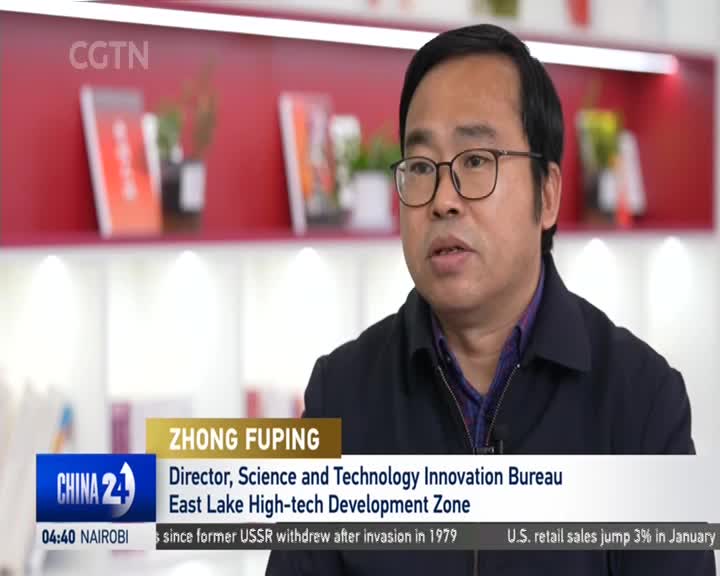 CGTN
ZHONG FUPING
Director, Science and Technology Innovation Bureau
East Lake High-tech Development Zone
CHINA 24
04:40 NAIROBI
s since former USSR withdrew after invasion in 1979 U.S. retail sales jump 3% in January